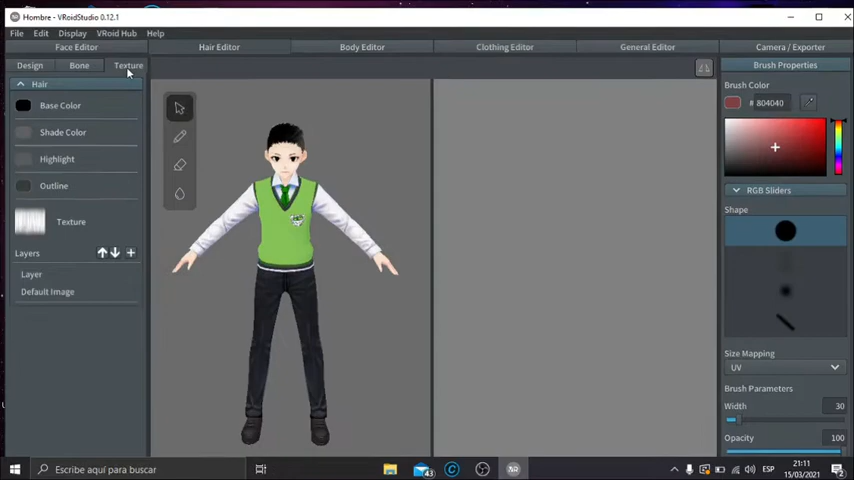 Hombre - VRoidStudio 0.12.1
File Edit Display VRoid Hub Help
Face Editor Hair Editor Body Editor Clothing Editor General Editor Camera / Exporter
Design Bone Texture
Hair
Base Color
Shade Color
Highlight
Outline
Texture
Layers
Layer
Default Image
Brush Properties
Brush Color
# 804040
RGB Sliders
Shape
Size Mapping
UV
Brush Parameters
Width 30
Opacity 100
Escribe aquí para buscar
43
ESP
21:11
15/03/2021
2